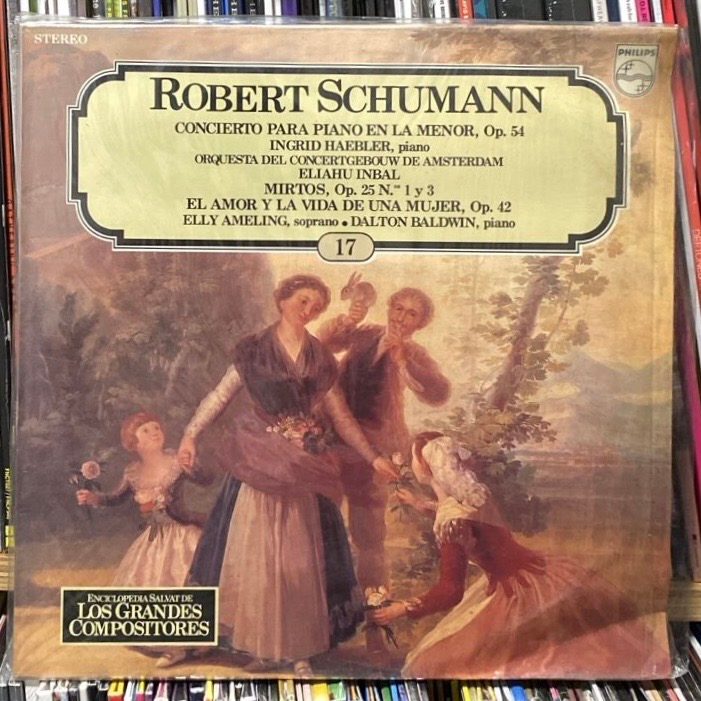 STEREO
PHILIPS
ROBERT SCHUMANN
CONCIERTO PARA PIANO EN LA MENOR, Op. 54
INGRID HAEBLER, piano
ORQUESTA DEL CONCERTGEBOUW DE AMSTERDAM
ELIAHU INBAL
MIRTOS, Op. 25 N.os 1 y 3
EL AMOR Y LA VIDA DE UNA MUJER, Op. 42
ELLY AMELING, soprano • DALTON BALDWIN, piano
17
ENCICLOPEDIA SALVAT DE
LOS GRANDES
COMPOSITORES